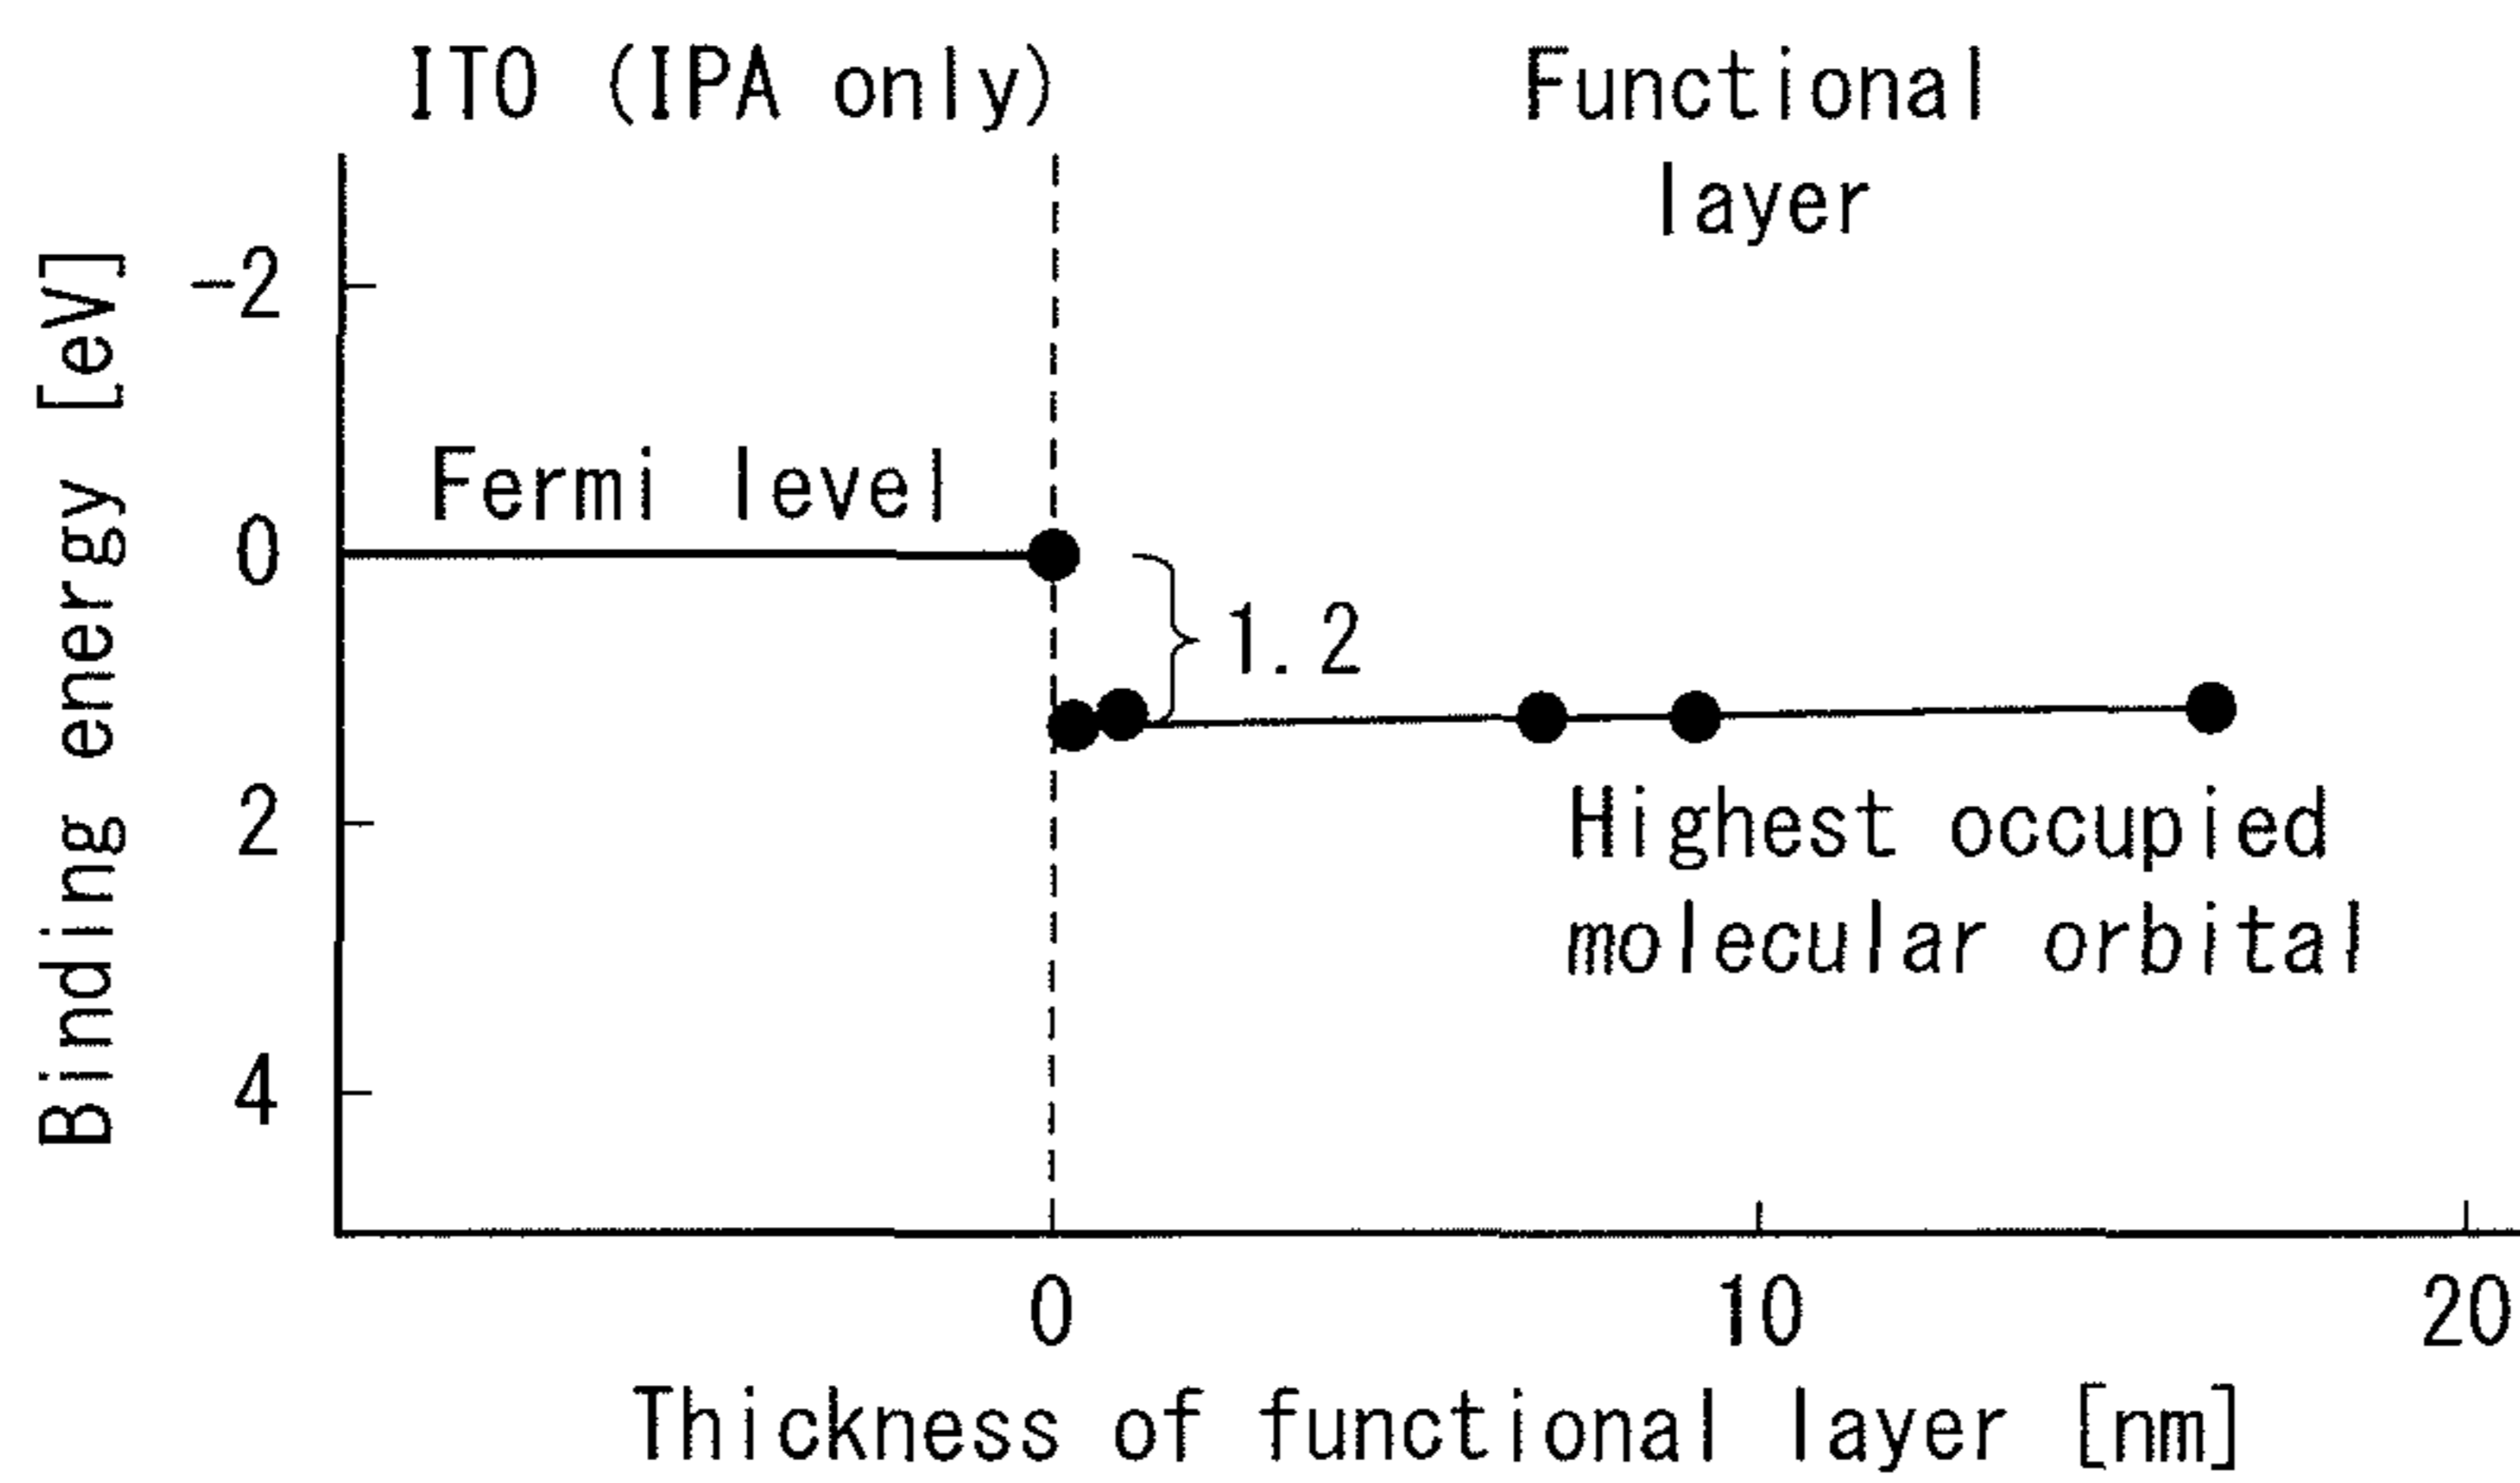 ITO (IPA only)
Functional
layer
Binding energy [eV]
-2
0
2
4
Fermi level
1.2
Highest occupied
molecular orbital
0
10
20
Thickness of functional layer [nm]